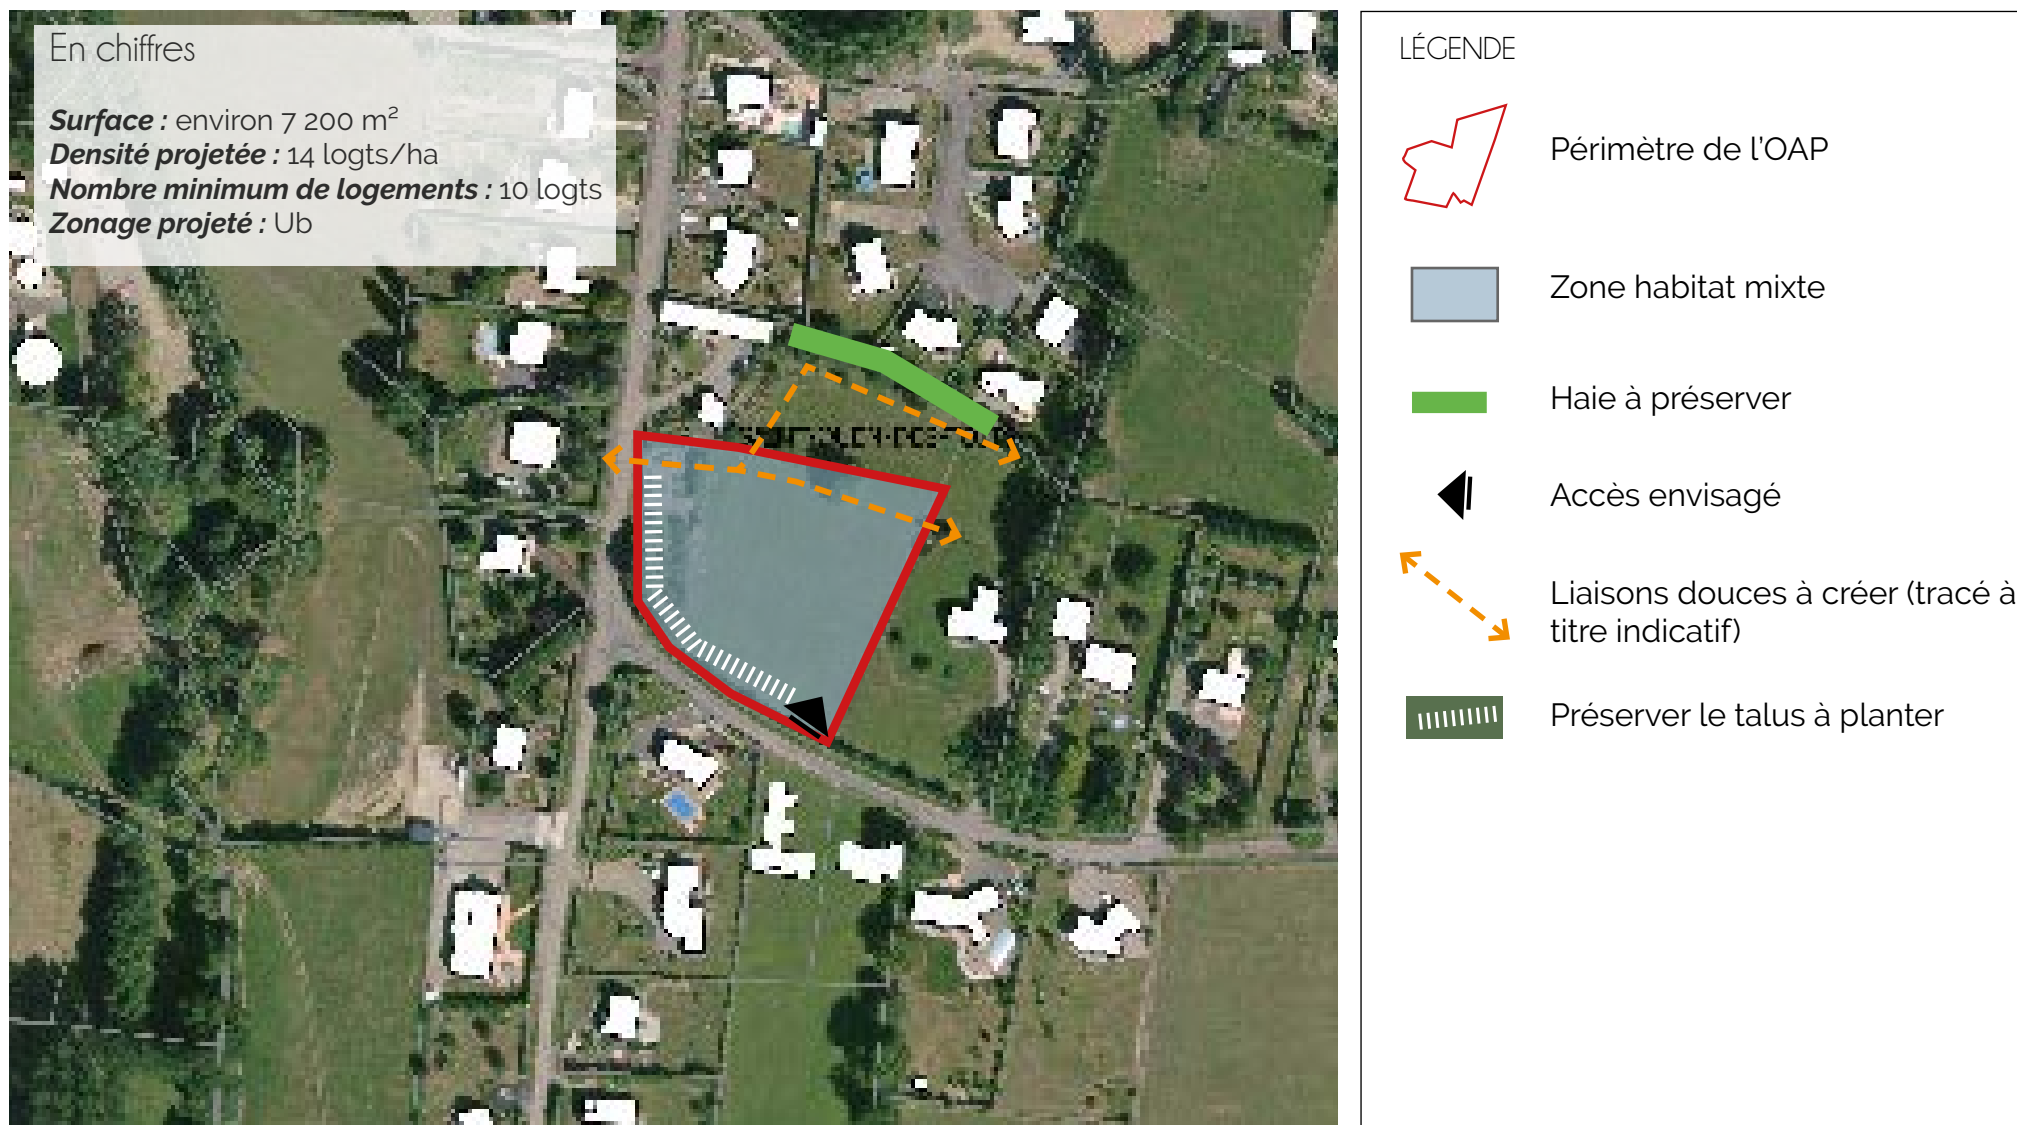 En chiffres
Surface : environ 7 200 m²
Densité projetée : 14 logts/ha
Nombre minimum de logements : 10 logts
Zonage projeté : Ub
LÉGENDE
Périmètre de l'OAP
Zone habitat mixte
Haie à préserver
Accès envisagé
Liaisons douces à créer (tracé à
titre indicatif)
Préserver le talus à planter